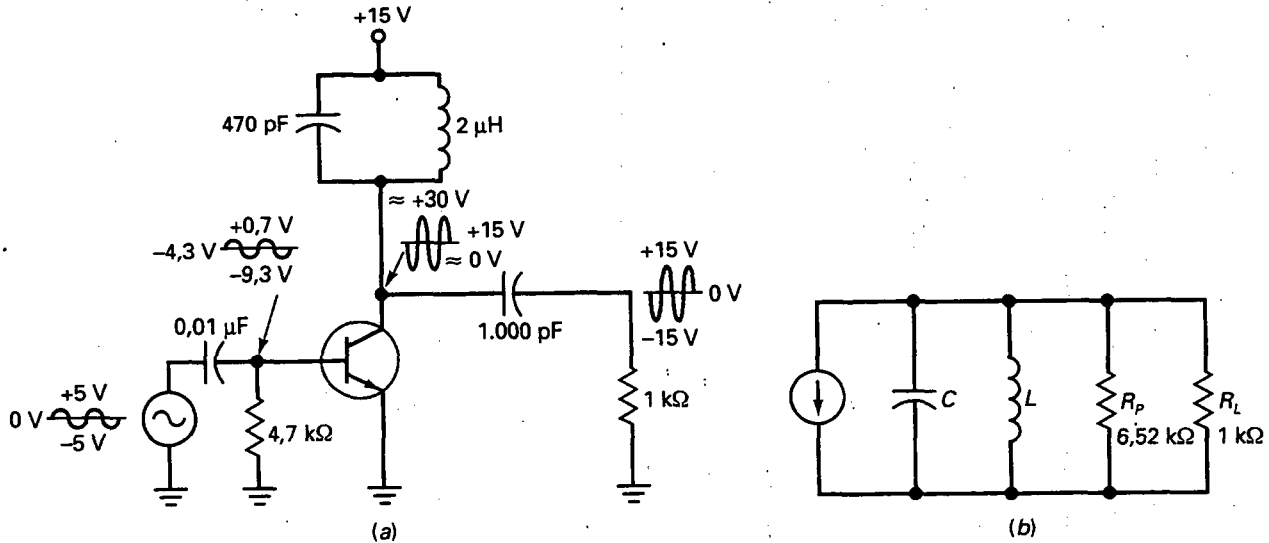 +15 V
470 pF
2 µH
≈ +30 V
+15 V
≈ 0 V
+0,7 V
–4,3 V
–9,3 V
0,01 µF
+5 V
0 V
–5 V
4,7 kΩ
1.000 pF
+15 V
0 V
–15 V
1 kΩ
(a)
C
L
R_P
6,52 kΩ
R_L
1 kΩ
(b)